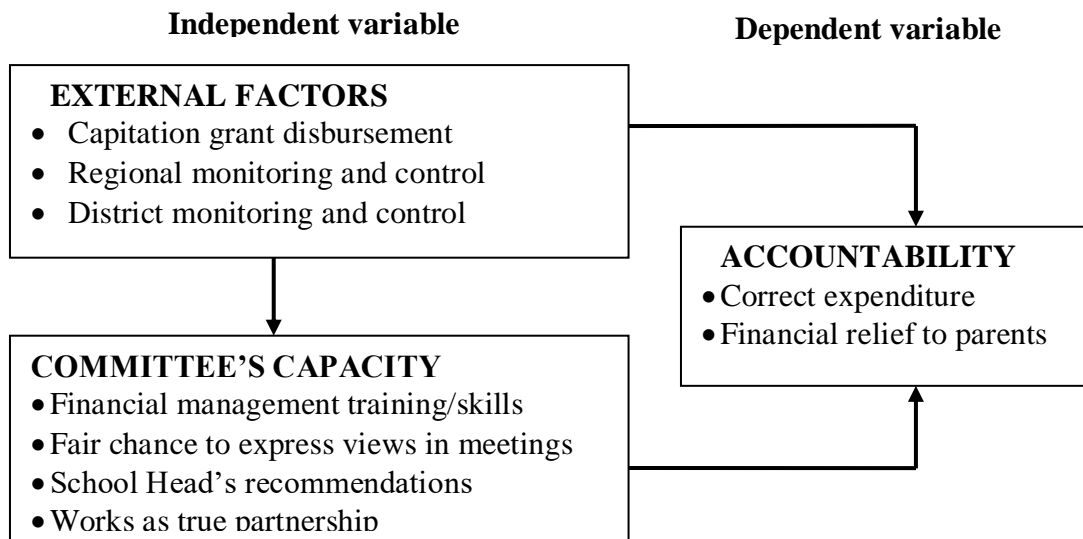 Independent variable
Dependent variable
EXTERNAL FACTORS
• Capitation grant disbursement
• Regional monitoring and control
• District monitoring and control
ACCOUNTABILITY
• Correct expenditure
• Financial relief to parents
COMMITTEE'S CAPACITY
• Financial management training/skills
• Fair chance to express views in meetings
• School Head's recommendations
• Works as true partnership